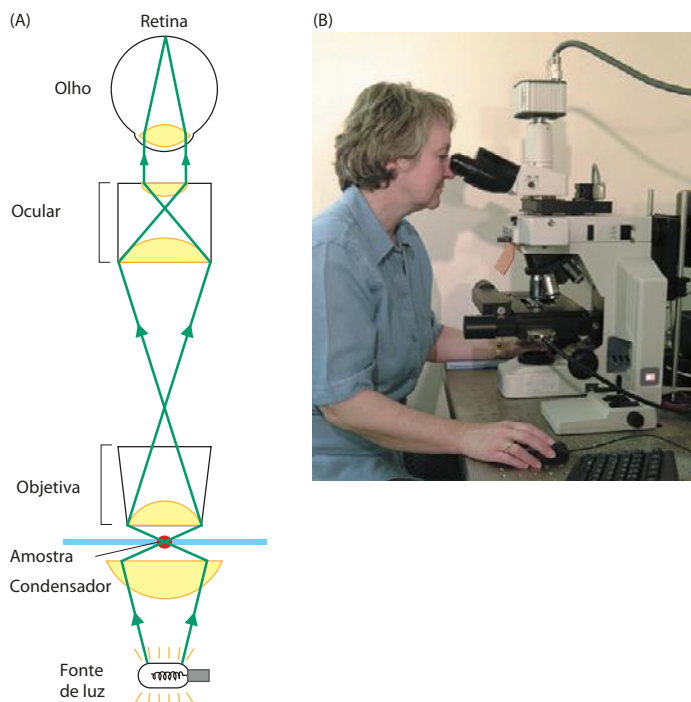 (A)
Retina
Olho
Ocular
Objetiva
Amostra
Condensador
Fonte
de luz
(B)